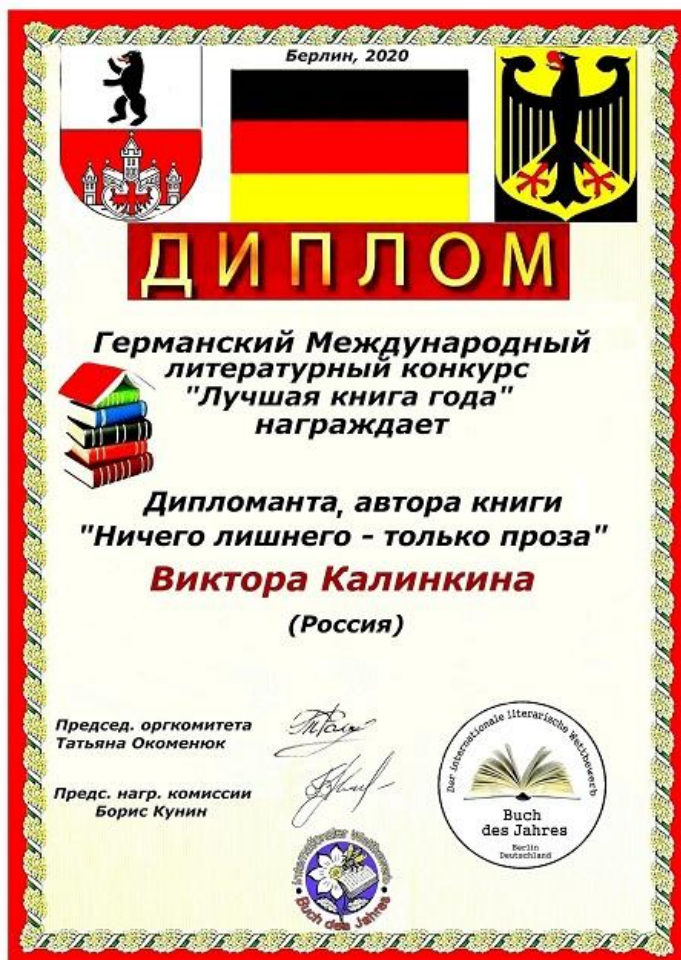 Берлин, 2020
ДИПЛОМ
Германский Международный
литературный конкурс
"Лучшая книга года"
награждает
Дипломанта, автора книги
"Ничего лишнего - только проза"
Виктора Калинкина
(Россия)
Председ. оргкомитета
Татьяна Окоменюк
Предс. нагр. комиссии
Борис Кунин
Der internationale literarische Wettbewerb
Buch
des Jahres
Berlin
Deutschland
Internationaler Wettbewerb
Buch des Jahres